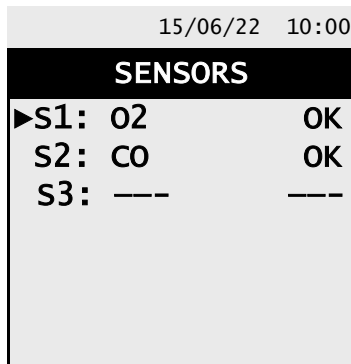 15/06/22 10:00
SENSORS
►S1: O2 OK
S2: CO OK
S3: --- ---